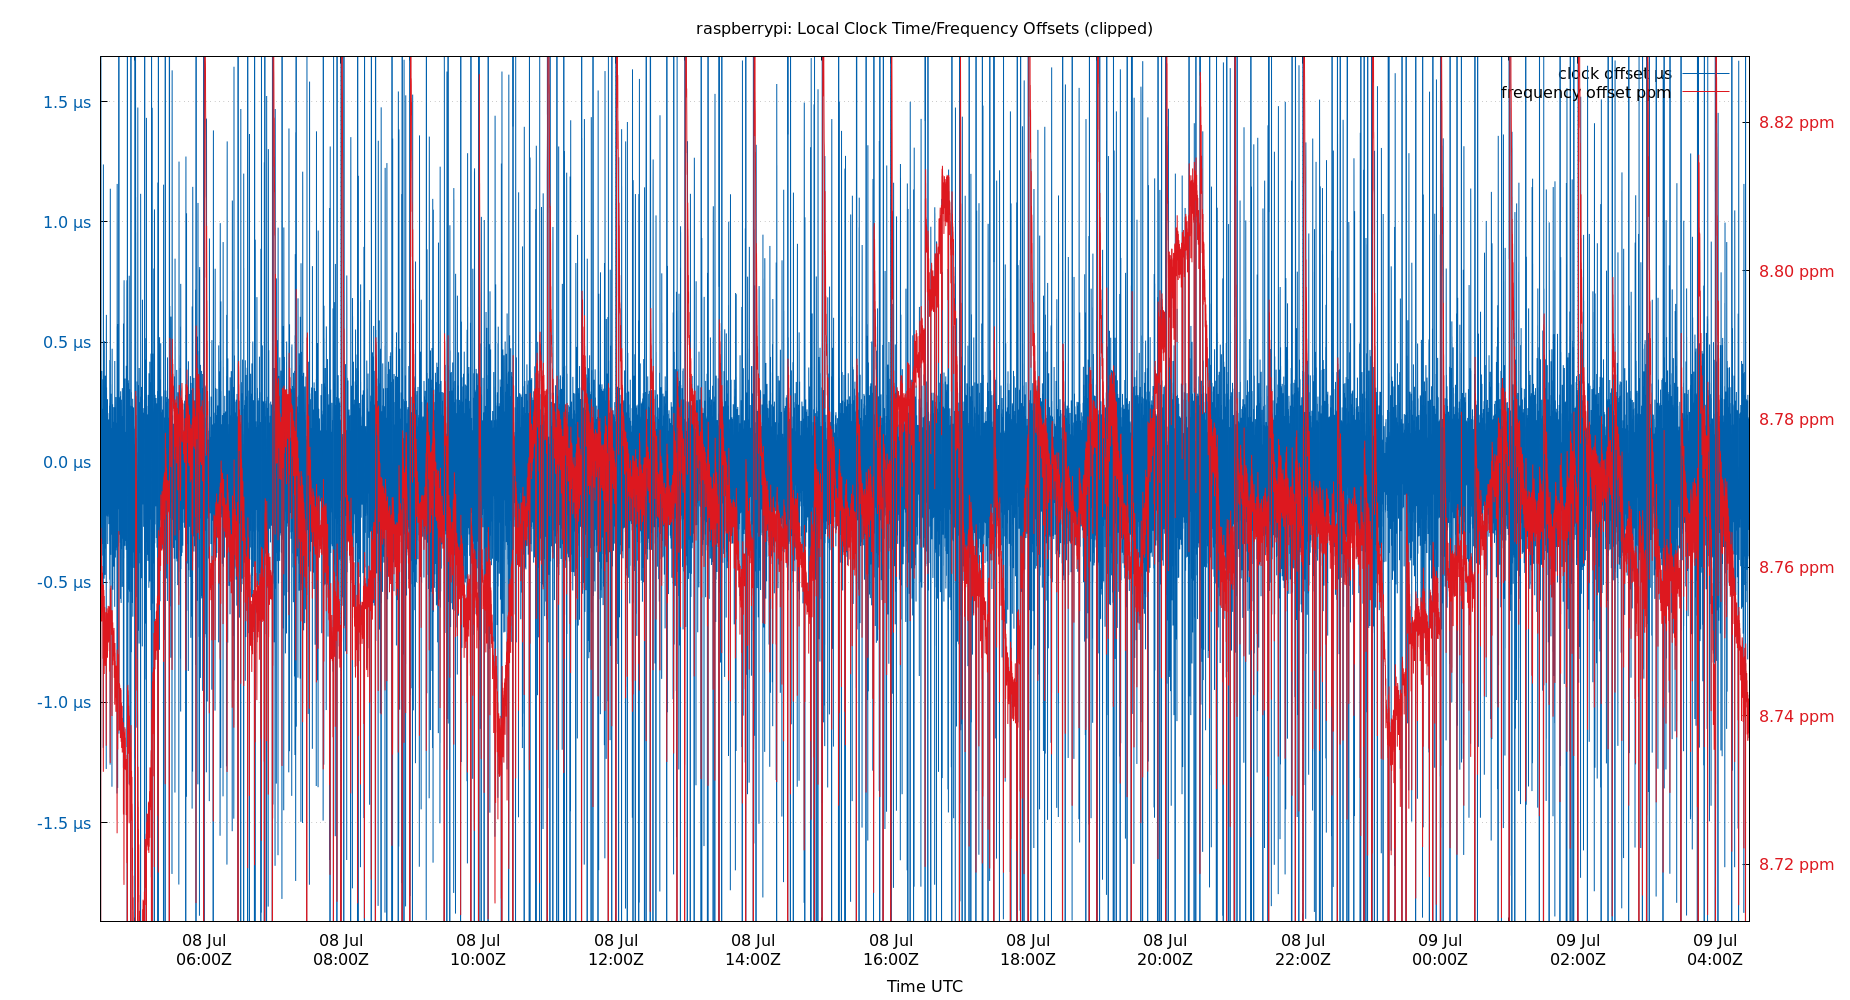 raspberrypi: Local Clock Time/Frequency Offsets (clipped)
clock offset µs
frequency offset ppm
1.5 µs
1.0 µs
0.5 µs
0.0 µs
-0.5 µs
-1.0 µs
-1.5 µs
8.82 ppm
8.80 ppm
8.78 ppm
8.76 ppm
8.74 ppm
8.72 ppm
08 Jul 08 Jul 08 Jul 08 Jul 08 Jul 08 Jul 08 Jul 08 Jul 08 Jul 09 Jul 09 Jul 09 Jul
06:00Z 08:00Z 10:00Z 12:00Z 14:00Z 16:00Z 18:00Z 20:00Z 22:00Z 00:00Z 02:00Z 04:00Z
Time UTC